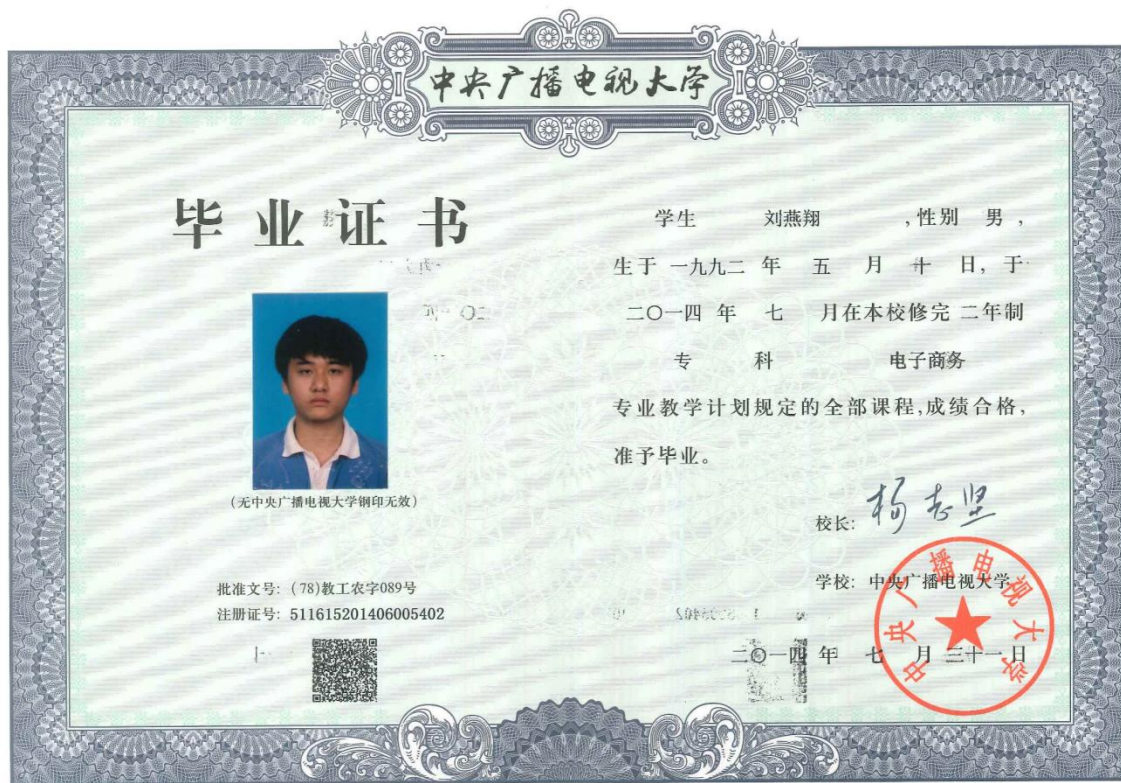 中央广播电视大学
毕业证书
(无中央广播电视大学钢印无效)
批准文号: (78)教工农字089号
注册证号: 511615201406005402
学生 刘燕翔 ,性别 男 ,
生于 一九九二 年 五 月 廿 日, 于
二〇一四 年 七 月在本校修完 二年制
专 科 电子商务
专业教学计划规定的全部课程,成绩合格,
准予毕业。
校长: 杨志坚
学校: 中央广播电视大学
二〇一四 年 七 月 三十一 日
中央广播电视大学